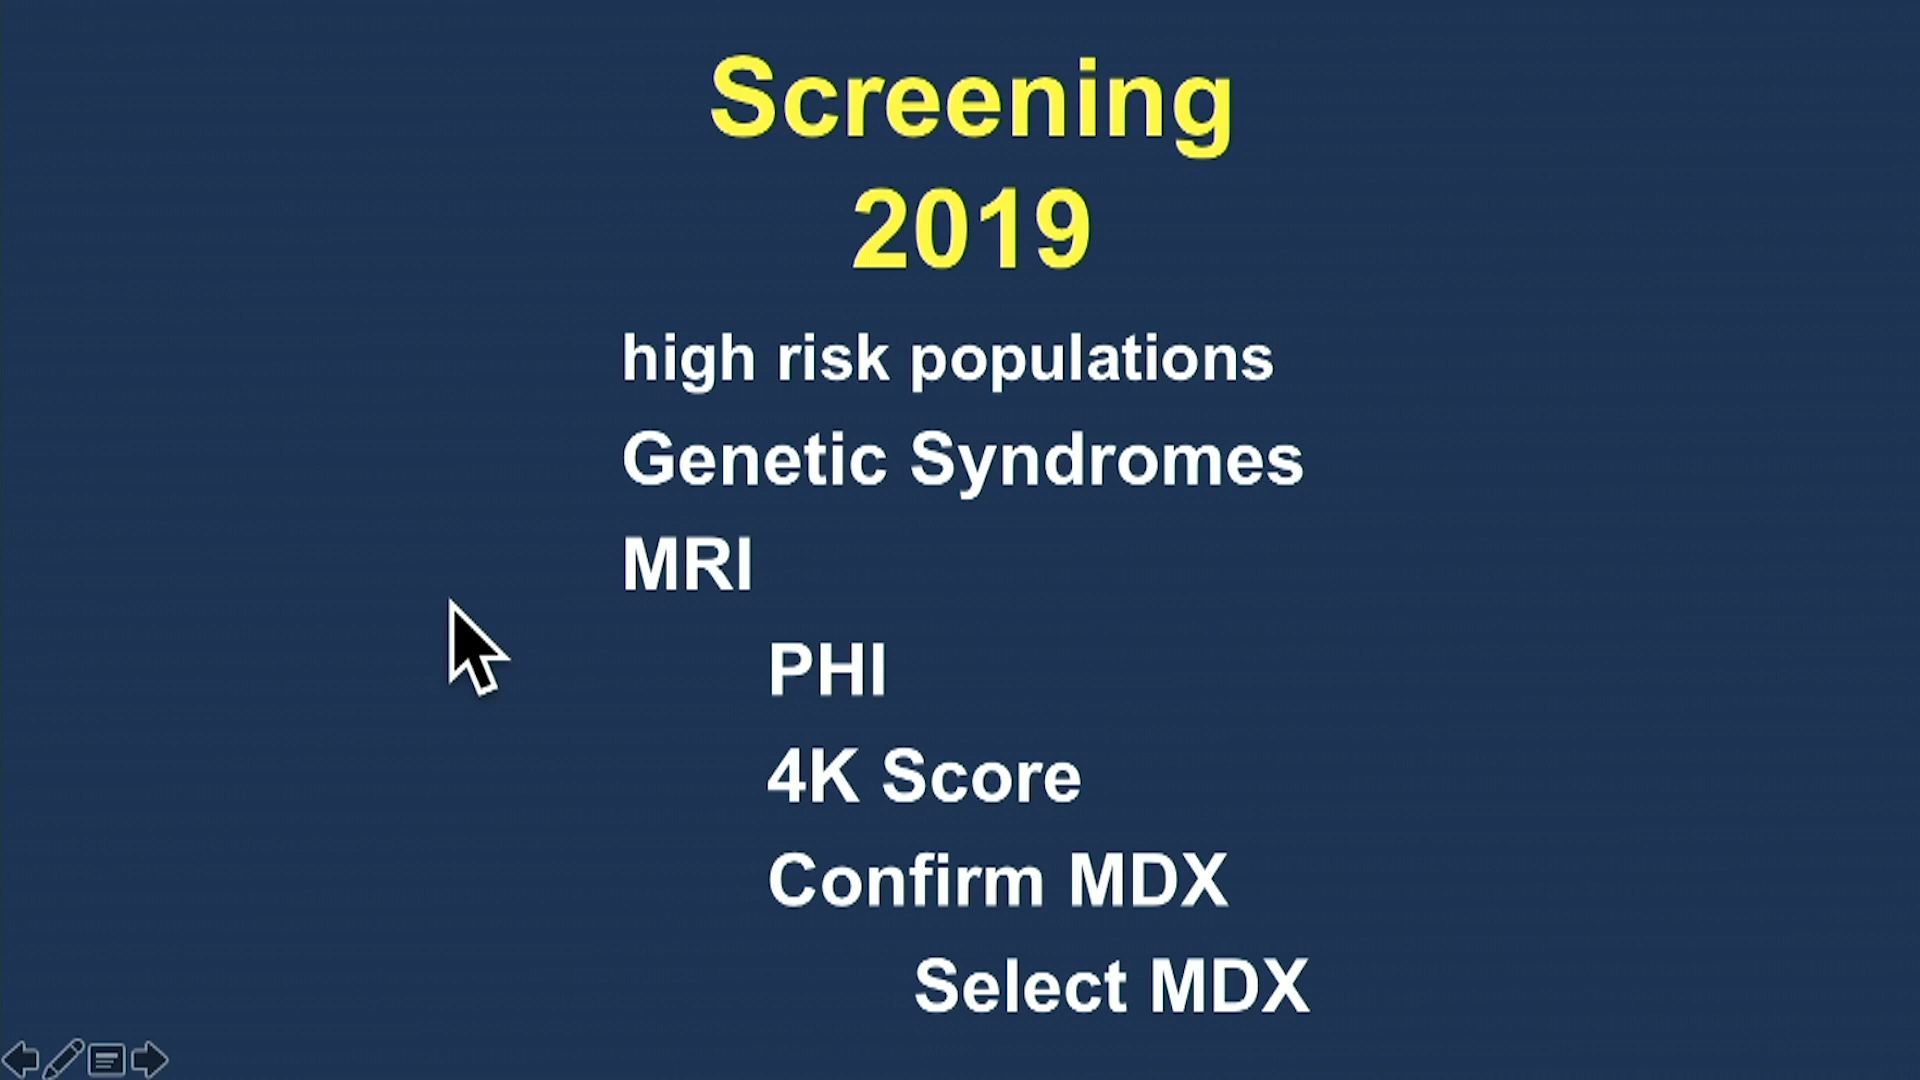 Screening
2019
high risk populations
Genetic Syndromes
MRI
PHI
4K Score
Confirm MDX
Select MDX